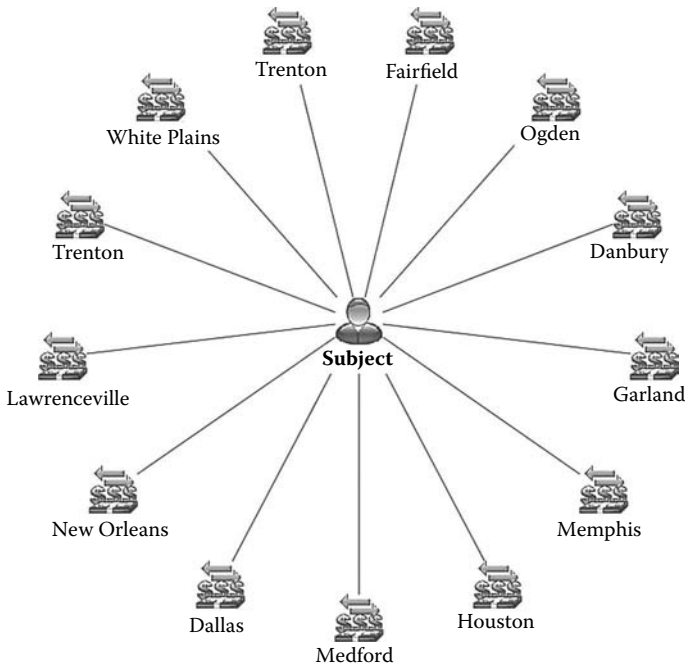 Trenton
Fairfield
White Plains
Ogden
Trenton
Danbury
Subject
Lawrenceville
Garland
New Orleans
Memphis
Dallas
Houston
Medford